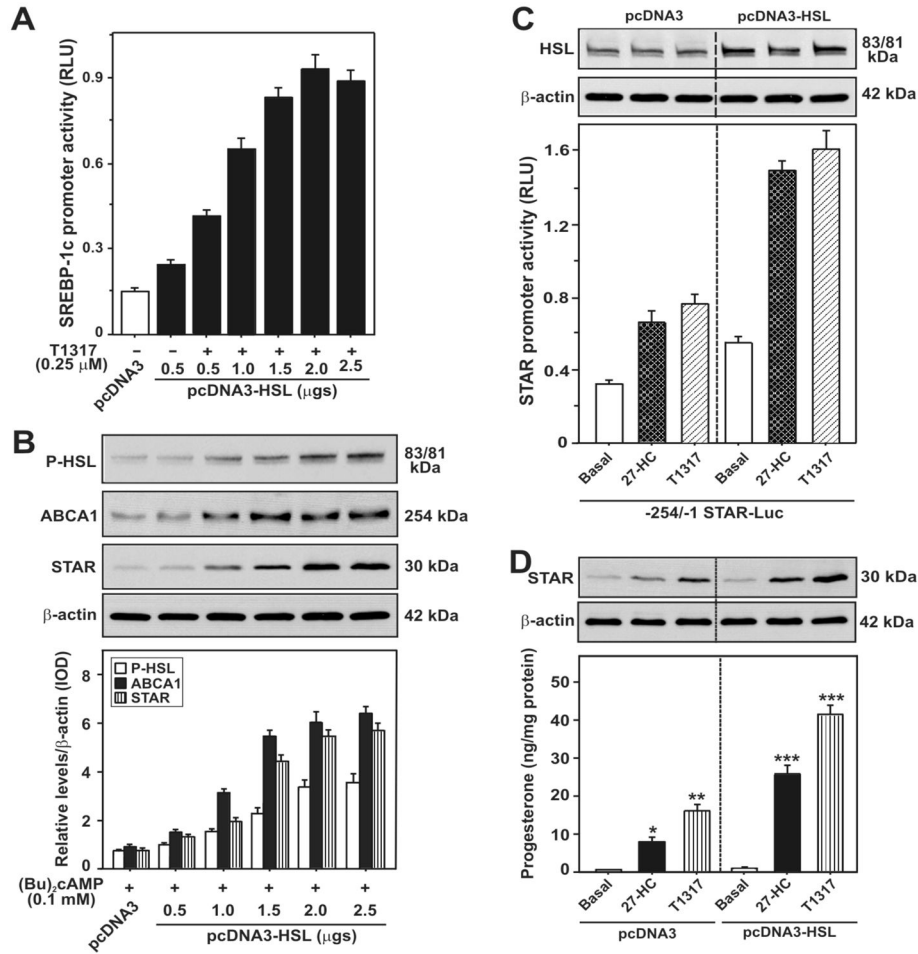 A
SREBP-1c promoter activity (RLU)
0.9
0.6
0.3
0
T1317 – – + + + + +
(0.25 μM)
pcDNA3 0.5 0.5 1.0 1.5 2.0 2.5
pcDNA3-HSL (μgs)
B
P-HSL 83/81 kDa
ABCA1 254 kDa
STAR 30 kDa
β-actin 42 kDa
Relative levels/β-actin (IOD)
8
6
4
2
0
P-HSL
ABCA1
STAR
(Bu)₂cAMP + + + + + +
(0.1 mM)
pcDNA3 0.5 1.0 1.5 2.0 2.5
pcDNA3-HSL (μgs)
C
pcDNA3 pcDNA3-HSL
HSL 83/81 kDa
β-actin 42 kDa
STAR promoter activity (RLU)
1.6
1.2
0.8
0.4
0
Basal 27-HC T1317 Basal 27-HC T1317
-254/-1 STAR-Luc
D
STAR 30 kDa
β-actin 42 kDa
Progesterone (ng/mg protein)
50
40
30
20
10
0
* ** *** ***
Basal 27-HC T1317 Basal 27-HC T1317
pcDNA3 pcDNA3-HSL